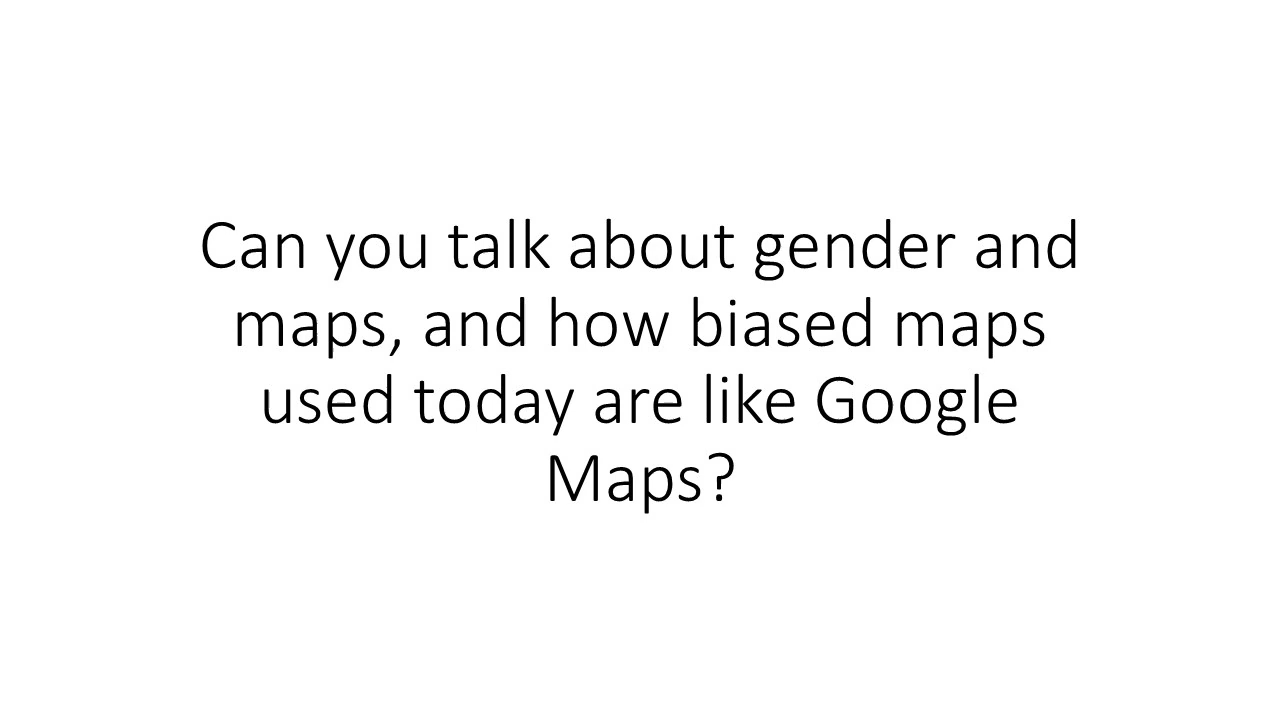 Can you talk about gender and
maps, and how biased maps
used today are like Google
Maps?